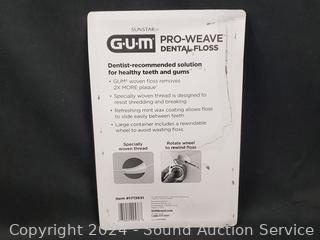 SUNSTAR
G·U·M PRO-WEAVE
DENTAL FLOSS
Dentist-recommended solution
for healthy teeth and gums
• GUM® woven floss removes
2X MORE plaque
• Specially woven thread is designed to
resist shredding and breaking
• Refreshing mint wax coating allows floss
to slide easily between teeth
• Large container includes a rewindable
wheel to avoid wasting floss
Specially
woven thread
Rotate wheel
to rewind floss
Item #1713931
Copyright 2024 - Sound Auction Service